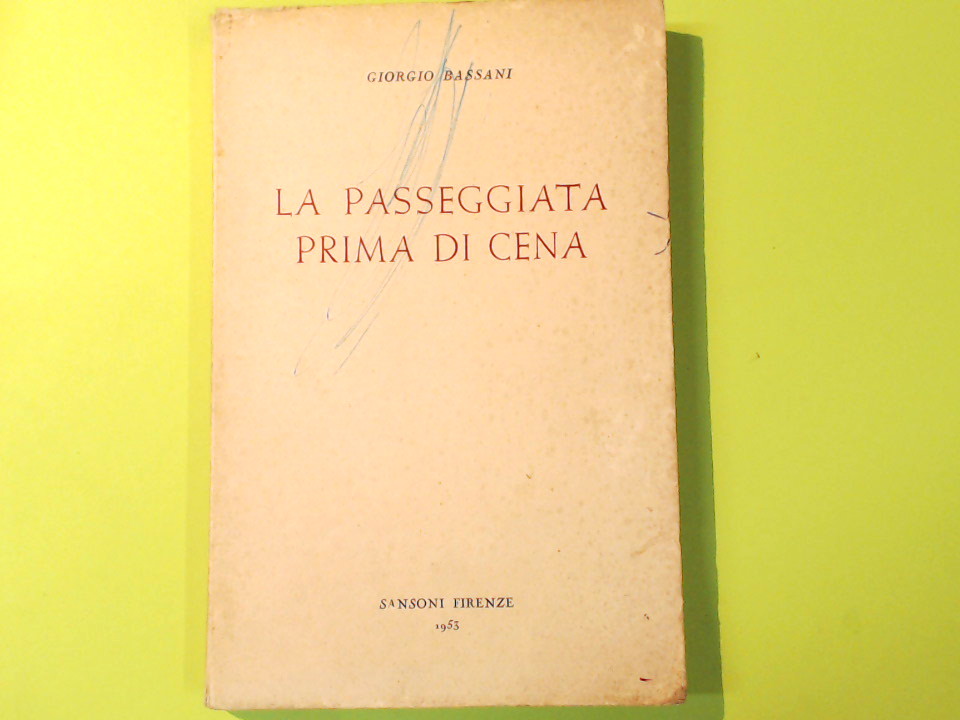 GIORGIO BASSANI
LA PASSEGGIATA
PRIMA DI CENA
SANSONI FIRENZE
1953